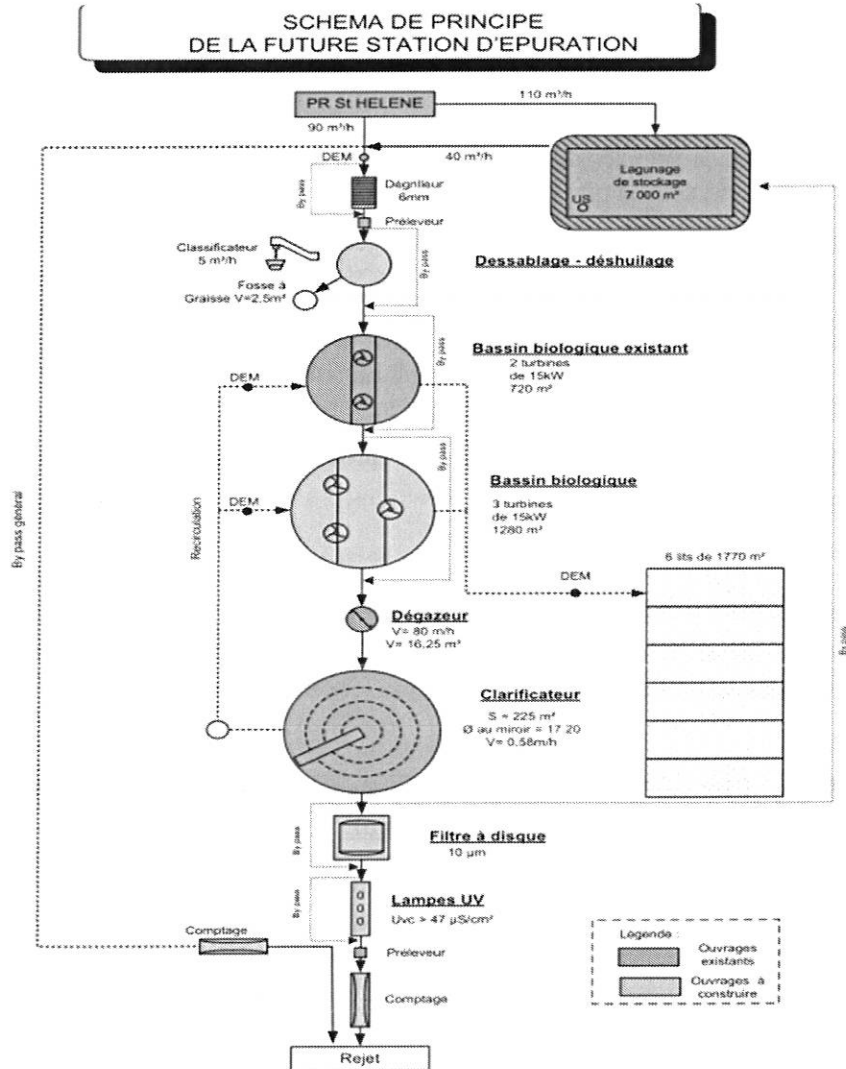 SCHEMA DE PRINCIPE
DE LA FUTURE STATION D'EPURATION
PR St HELENE
110 m³/h
90 m³/h
40 m³/h
DEM
Lagunage
de stockage
7 000 m³
US
By pass
Dégrilleur
6mm
Préleveur
Classificateur
5 m³/h
By pass
Dessablage - déshuilage
Fosse à
Graisse V=2,5m³
Bassin biologique existant
2 turbines
de 15kW
720 m³
By pass
DEM
Bassin biologique
3 turbines
de 15kW
1280 m³
By pass
DEM
Recirculation
By pass général
6 lits de 1770 m²
DEM
Dégazeur
V= 80 m/h
V= 16,25 m³
By pass
Clarificateur
S = 225 m²
Ø au miroir = 17 20
V= 0,58m/h
By pass
Filtre à disque
10 µm
By pass
Lampes UV
Uvc > 47 µS/cm²
Comptage
Préleveur
Comptage
Rejet
Légende :
Ouvrages
existants
Ouvrages à
construire